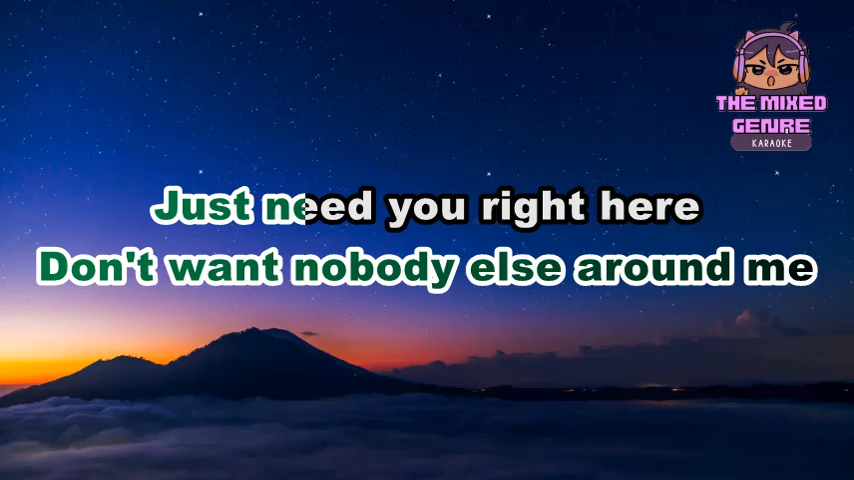 THE MIXED
GENRE
KARAOKE
Just need you right here
Don't want nobody else around me